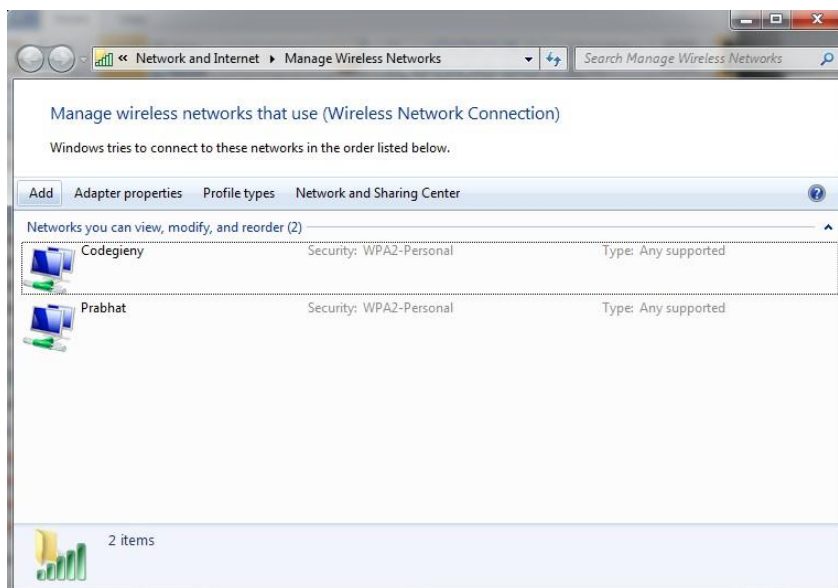 « Network and Internet ▸ Manage Wireless Networks Search Manage Wireless Networks
Manage wireless networks that use (Wireless Network Connection)
Windows tries to connect to these networks in the order listed below.
Add Adapter properties Profile types Network and Sharing Center
Networks you can view, modify, and reorder (2)
Codegieny Security: WPA2-Personal Type: Any supported
Prabhat Security: WPA2-Personal Type: Any supported
2 items